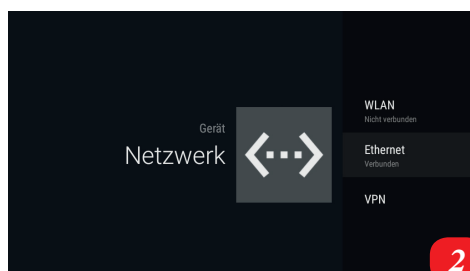 Gerät
Netzwerk
WLAN
Nicht verbunden
Ethernet
Verbunden
VPN
2